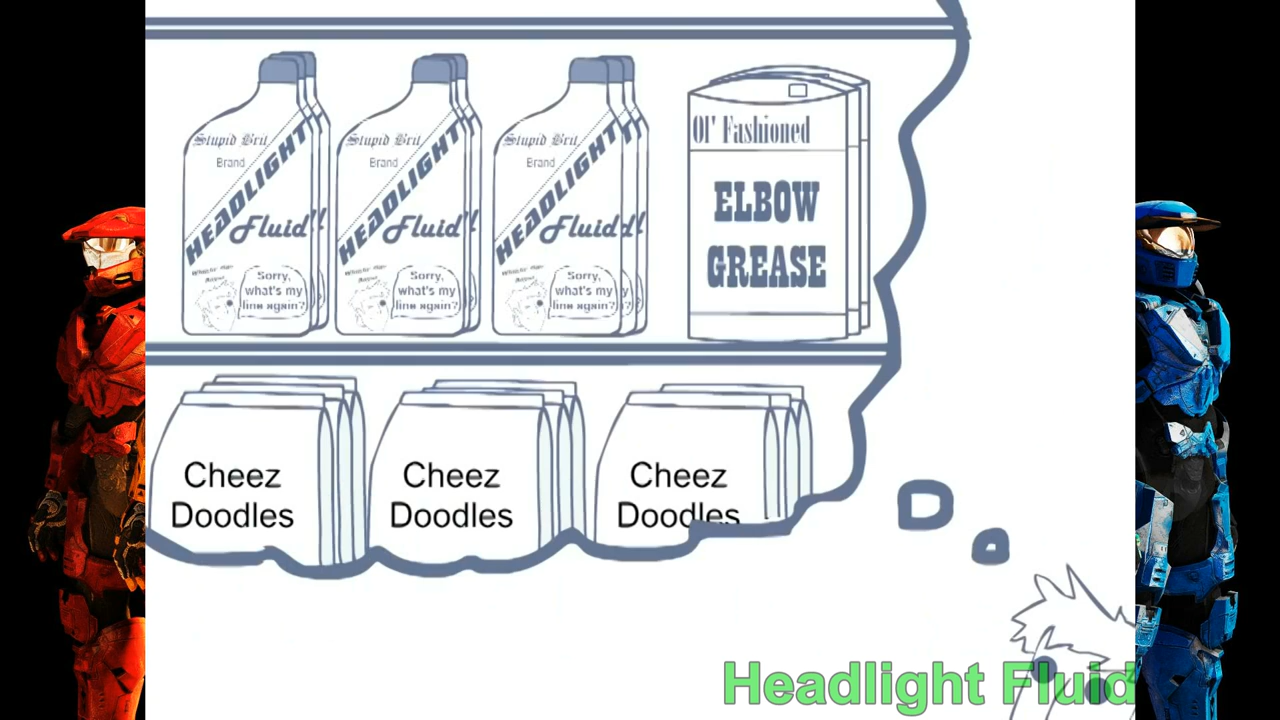 Stupid Brit
Brand
HEADLIGHT
Fluid!
Sorry,
what's my
line again?
Stupid Brit
Brand
HEADLIGHT
Fluid!
Sorry,
what's my
line again?
Stupid Brit
Brand
HEADLIGHT
Fluid!
Sorry,
what's my
line again?
Ol' Fashioned
ELBOW
GREASE
Cheez
Doodles
Cheez
Doodles
Cheez
Doodles
Headlight Fluid